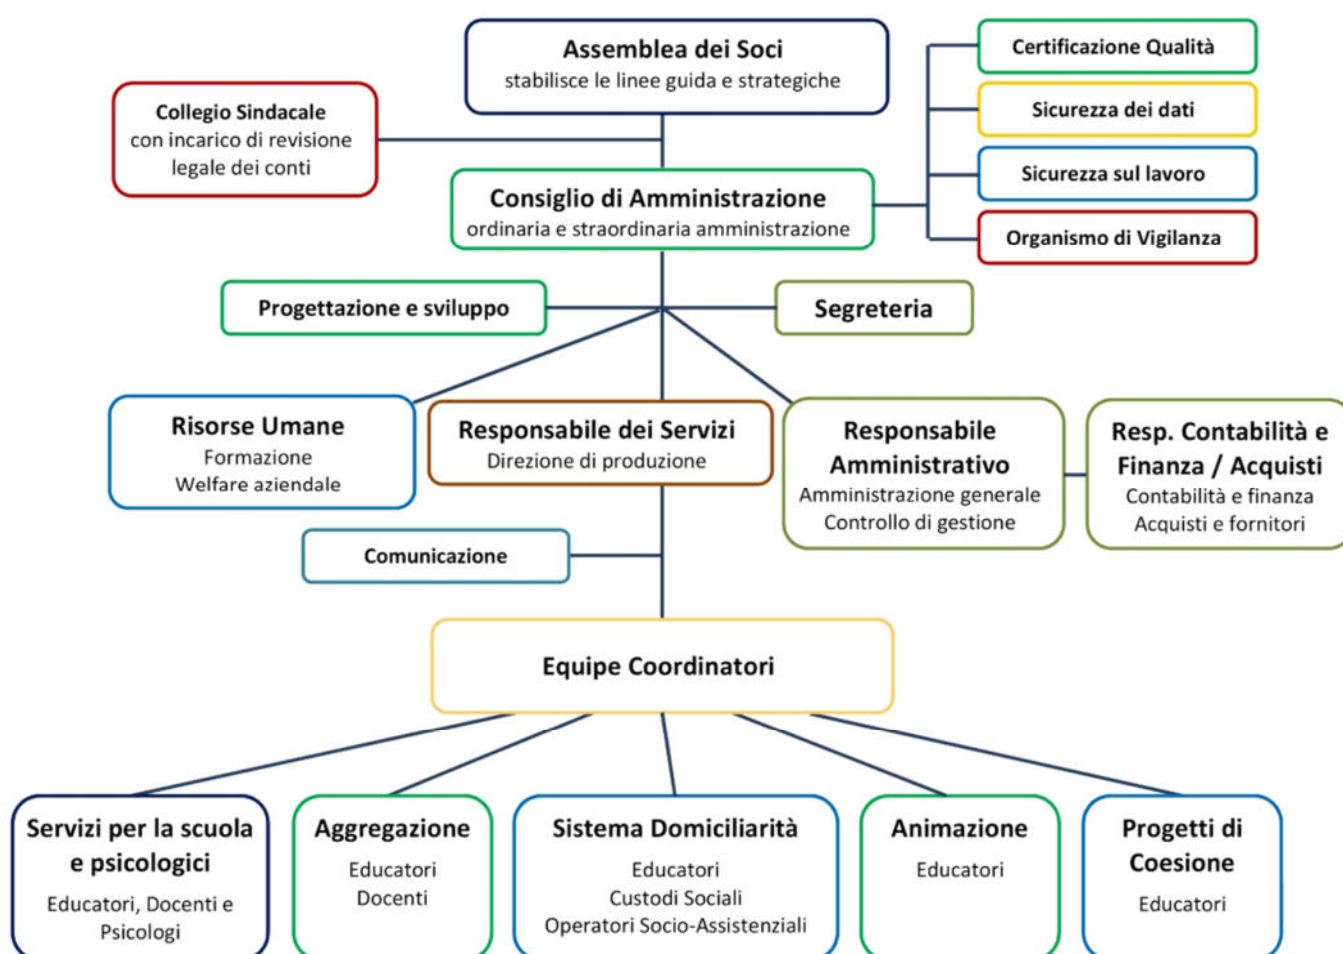 Assemblea dei Soci
stabilisce le linee guida e strategiche
Certificazione Qualità
Sicurezza dei dati
Sicurezza sul lavoro
Organismo di Vigilanza
Collegio Sindacale
con incarico di revisione
legale dei conti
Consiglio di Amministrazione
ordinaria e straordinaria amministrazione
Progettazione e sviluppo
Segreteria
Risorse Umane
Formazione
Welfare aziendale
Responsabile dei Servizi
Direzione di produzione
Responsabile
Amministrativo
Amministrazione generale
Controllo di gestione
Resp. Contabilità e
Finanza / Acquisti
Contabilità e finanza
Acquisti e fornitori
Comunicazione
Equipe Coordinatori
Servizi per la scuola
e psicologici
Educatori, Docenti e
Psicologi
Aggregazione
Educatori
Docenti
Sistema Domiciliarità
Educatori
Custodi Sociali
Operatori Socio-Assistenziali
Animazione
Educatori
Progetti di
Coesione
Educatori